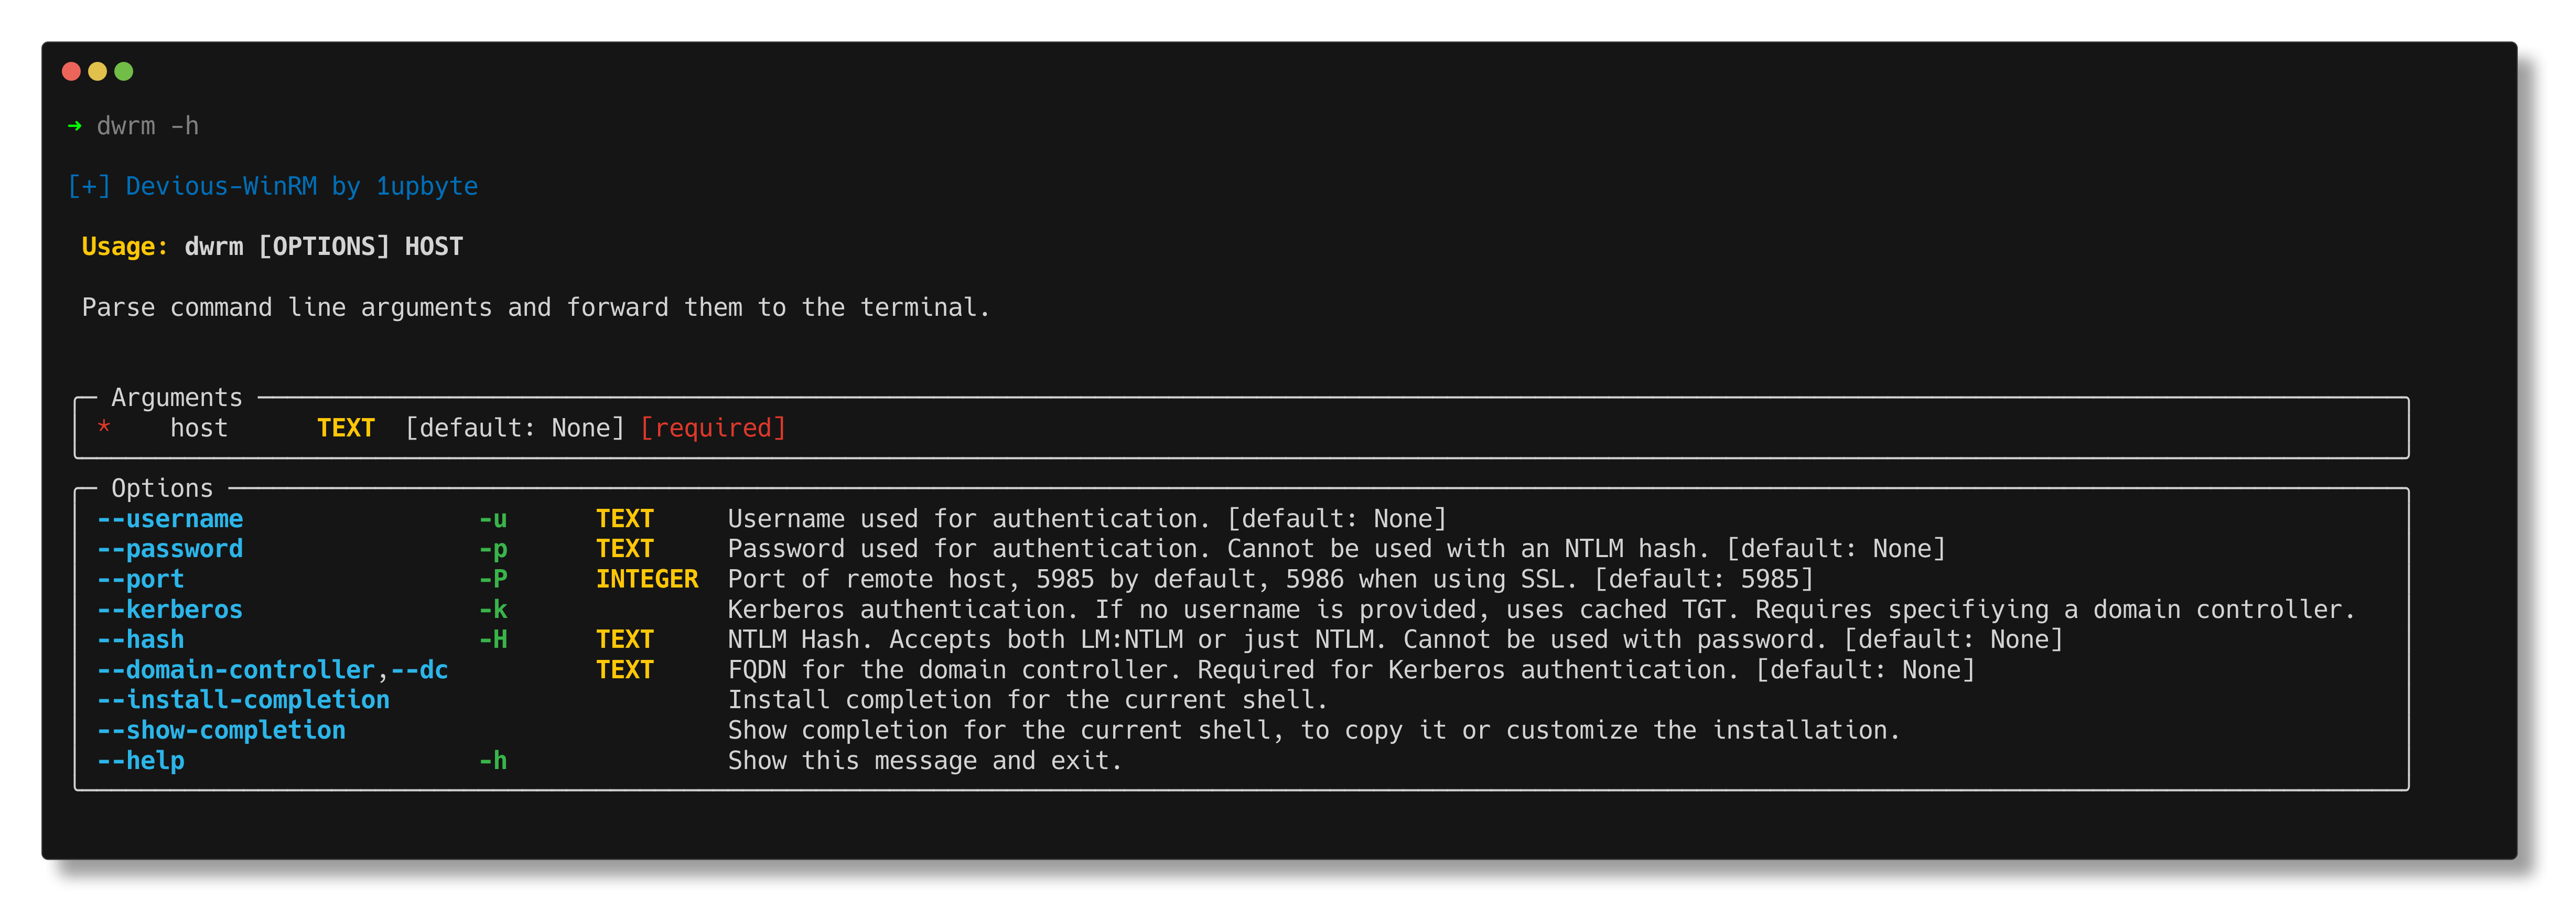 ➜ dwrm -h
[+] Devious-WinRM by 1upbyte
Usage: dwrm [OPTIONS] HOST
Parse command line arguments and forward them to the terminal.
Arguments
* host TEXT [default: None] [required]
Options
--username -u TEXT Username used for authentication. [default: None]
--password -p TEXT Password used for authentication. Cannot be used with an NTLM hash. [default: None]
--port -P INTEGER Port of remote host, 5985 by default, 5986 when using SSL. [default: 5985]
--kerberos -k Kerberos authentication. If no username is provided, uses cached TGT. Requires specifiying a domain controller.
--hash -H TEXT NTLM Hash. Accepts both LM:NTLM or just NTLM. Cannot be used with password. [default: None]
--domain-controller,--dc TEXT FQDN for the domain controller. Required for Kerberos authentication. [default: None]
--install-completion Install completion for the current shell.
--show-completion Show completion for the current shell, to copy it or customize the installation.
--help -h Show this message and exit.